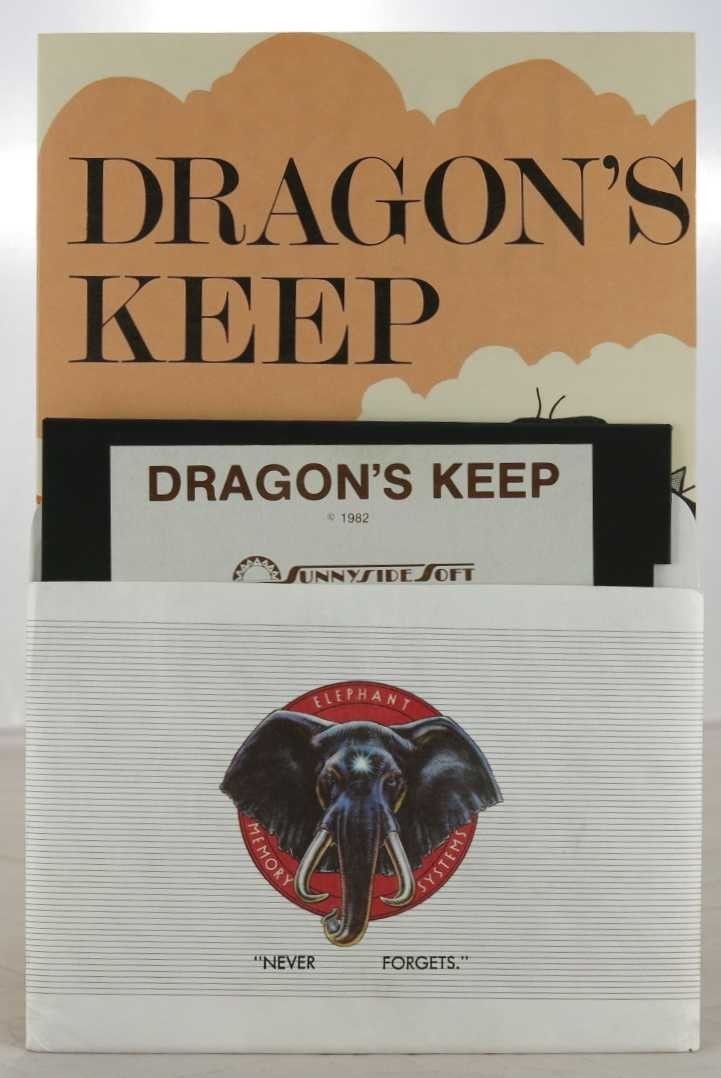 DRAGON'S
KEEP
DRAGON'S KEEP
© 1982
SUNNYSIDE SOFT
ELEPHANT
MEMORY SYSTEMS
"NEVER FORGETS."